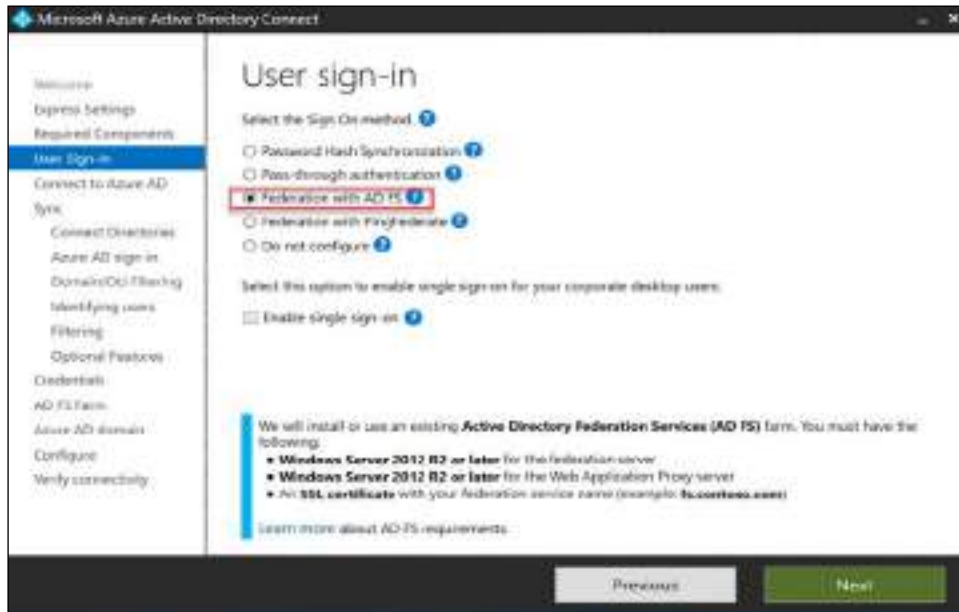 Microsoft Azure Active Directory Connect
Welcome
Express Settings
Required Components
User Sign-In
Connect to Azure AD
Sync
Connect Directories
Azure AD sign-in
Domain/OU Filtering
Identifying users
Filtering
Optional Features
Credentials
AD FS Farm
Azure AD domain
Configure
Verify connectivity
User sign-in
Select the Sign On method. ?
Password Hash Synchronization ?
Pass-through authentication ?
Federation with AD FS ?
Federation with PingFederate ?
Do not configure ?
Select this option to enable single sign-on for your corporate desktop users:
Enable single sign-on ?
We will install or use an existing Active Directory Federation Services (AD FS) farm. You must have the
following:
• Windows Server 2012 R2 or later for the federation server
• Windows Server 2012 R2 or later for the Web Application Proxy server
• An SSL certificate with your federation service name (example: fs.contoso.com)
Learn more about AD FS requirements.
Previous
Next